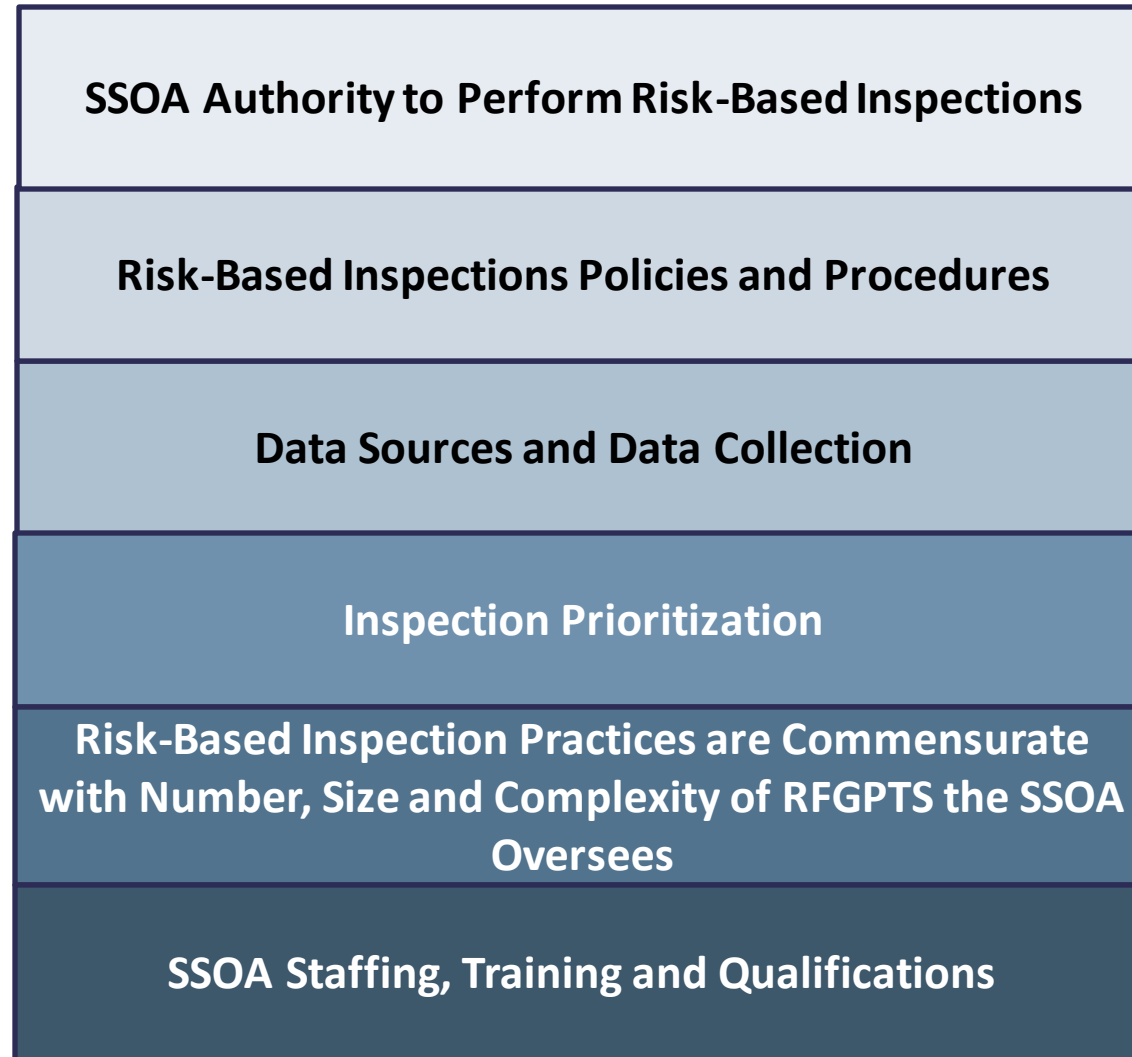 SSOA Authority to Perform Risk-Based Inspections
Risk-Based Inspections Policies and Procedures
Data Sources and Data Collection
Inspection Prioritization
Risk-Based Inspection Practices are Commensurate
with Number, Size and Complexity of RFGPTS the SSOA
Oversees
SSOA Staffing, Training and Qualifications